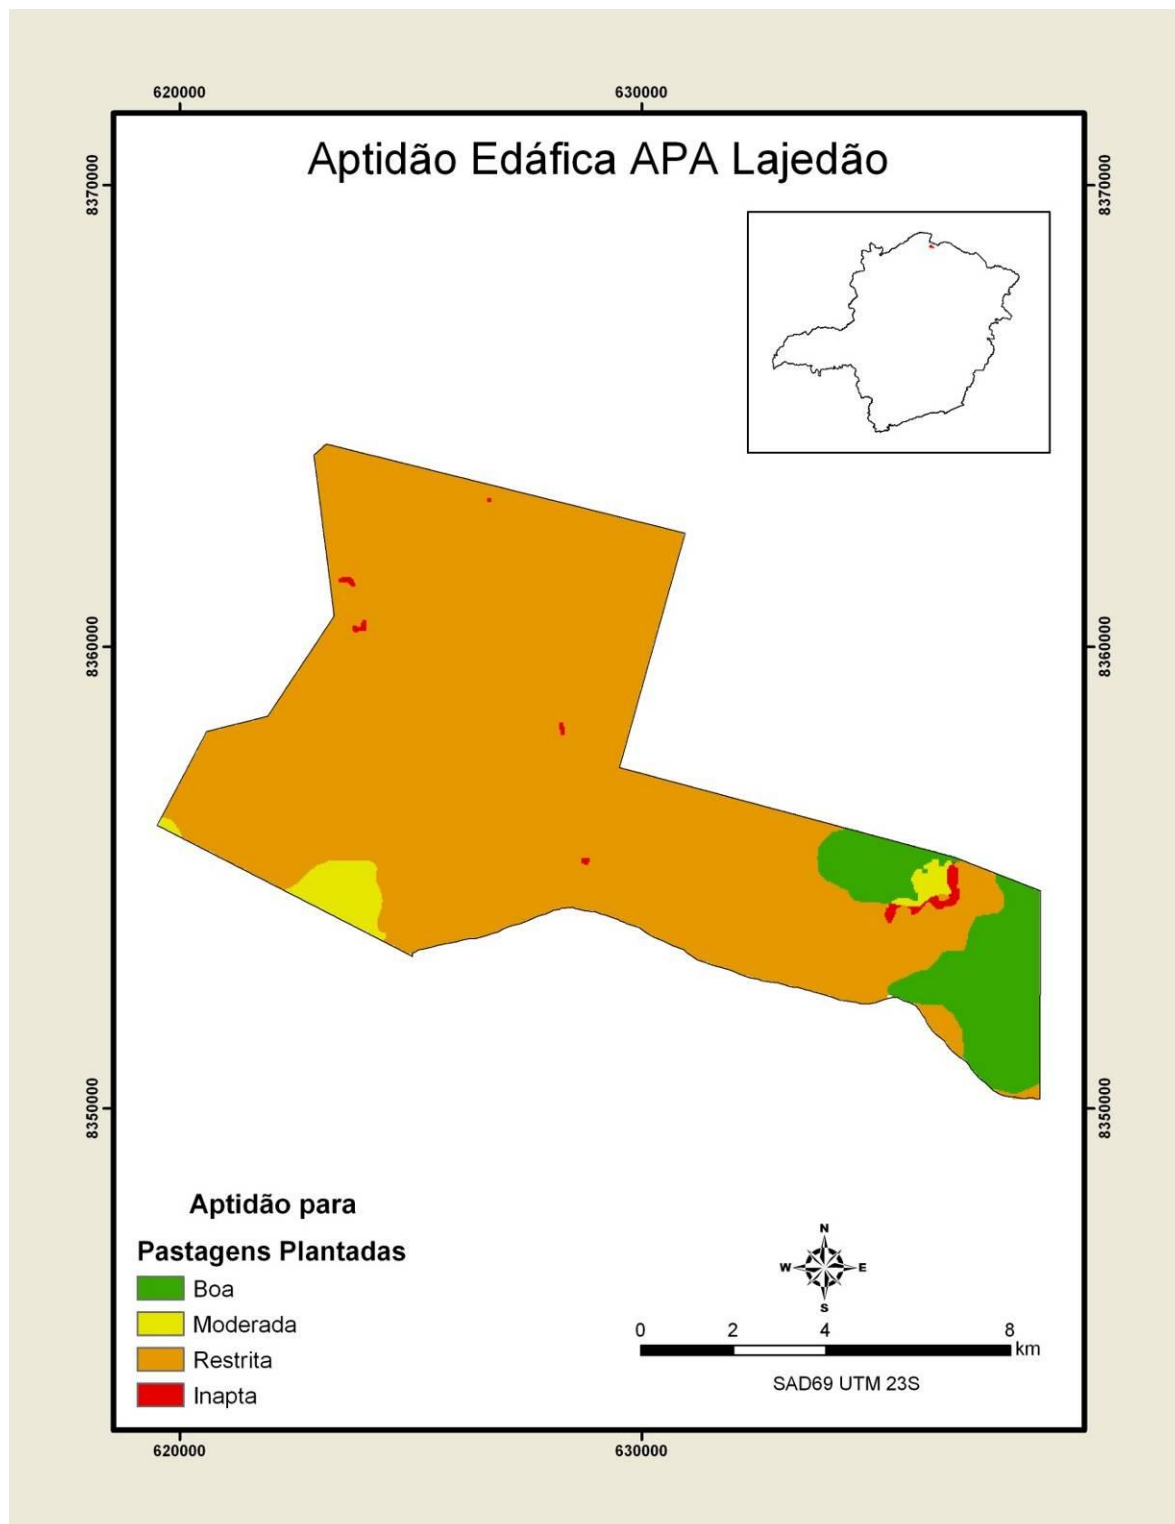 620000 630000
Aptidão Edáfica APA Lajedão
8370000 8370000
8360000 8360000
8350000 8350000
Aptidão para
Pastagens Plantadas
Boa
Moderada
Restrita
Inapta
N
W E
S
0 2 4 8
km
SAD69 UTM 23S
620000 630000